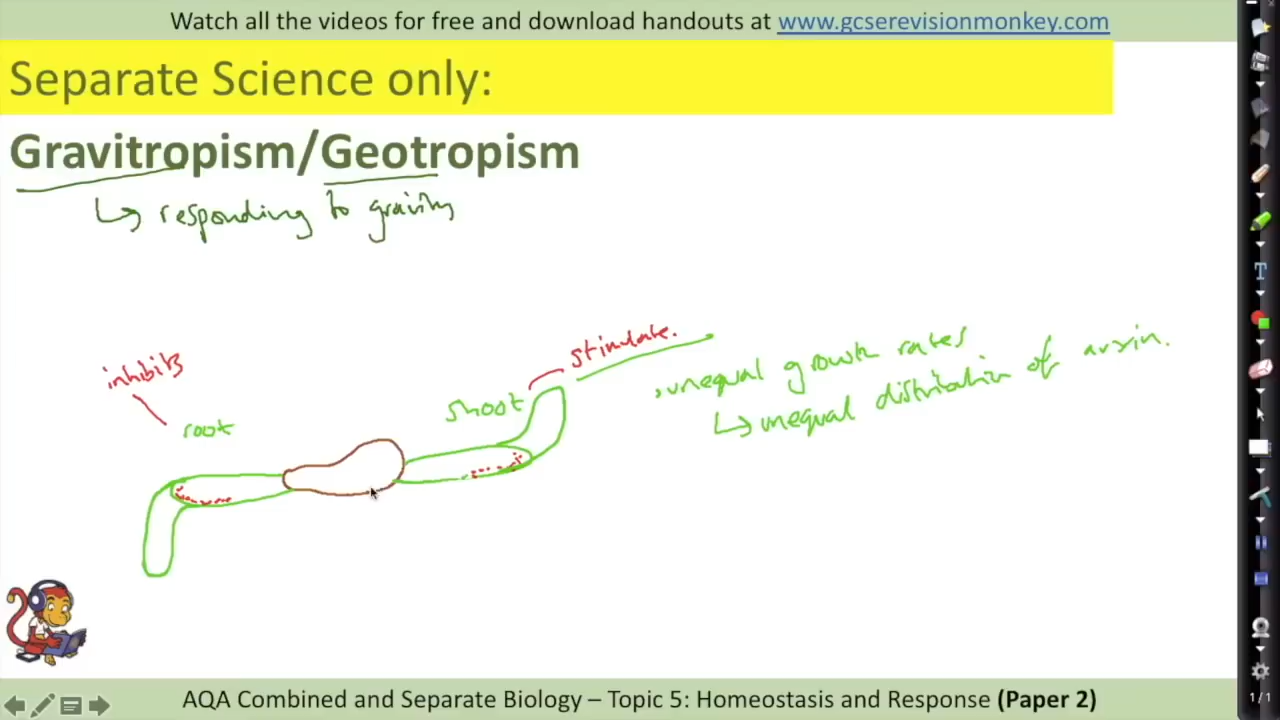 Watch all the videos for free and download handouts at www.gcserevisionmonkey.com
Separate Science only:
Gravitropism/Geotropism
↳ responding to gravity
inhibits
root
shoot
stimulate.
unequal growth rates
↳ unequal distribution of auxin.
AQA Combined and Separate Biology – Topic 5: Homeostasis and Response (Paper 2)
T
1/1